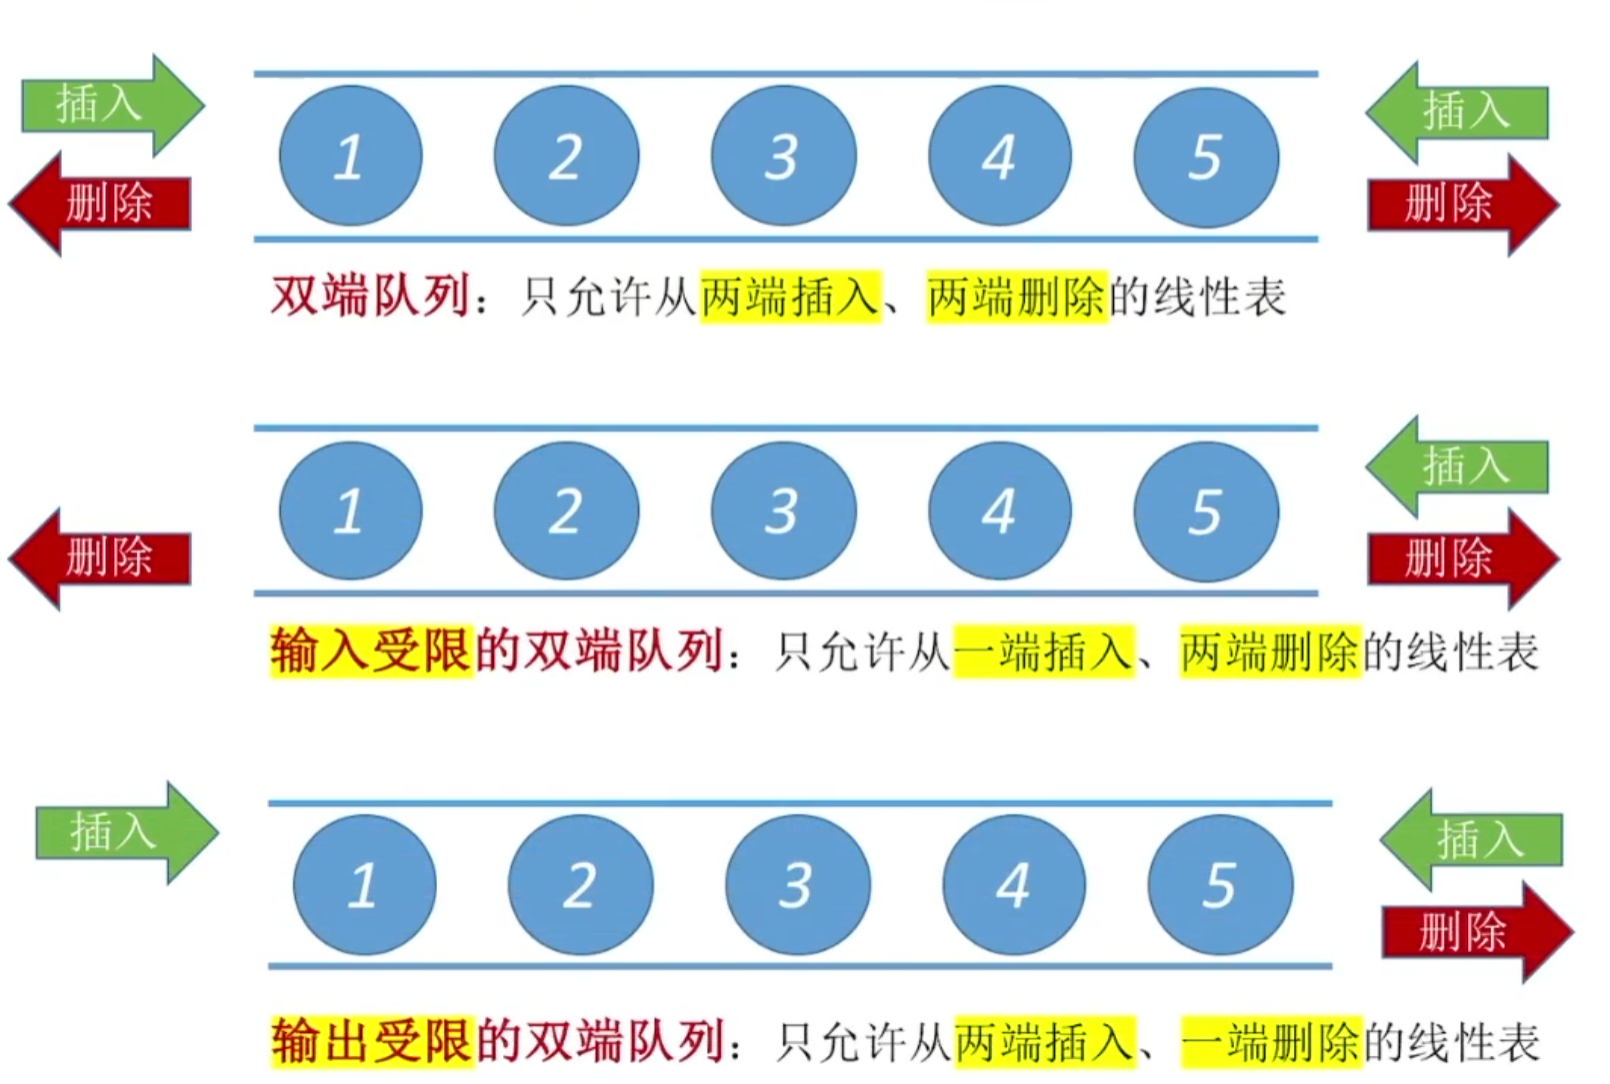 插入 插入
1 2 3 4 5
删除 删除
双端队列：只允许从两端插入、两端删除的线性表
插入
1 2 3 4 5
删除 删除
输入受限的双端队列：只允许从一端插入、两端删除的线性表
插入 插入
1 2 3 4 5
删除
输出受限的双端队列：只允许从两端插入、一端删除的线性表